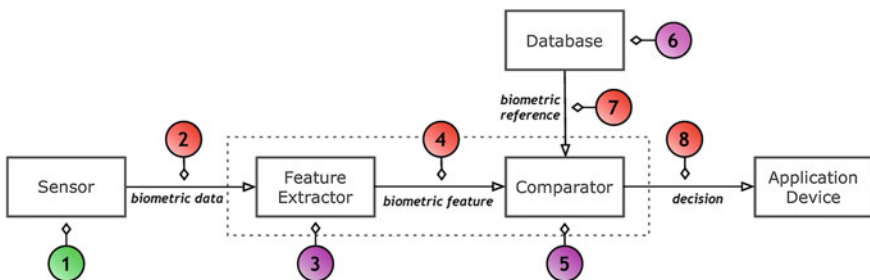 Database
6
biometric
reference
7
2
4
8
Sensor
biometric data
Feature
Extractor
biometric feature
Comparator
decision
Application
Device
1
3
5